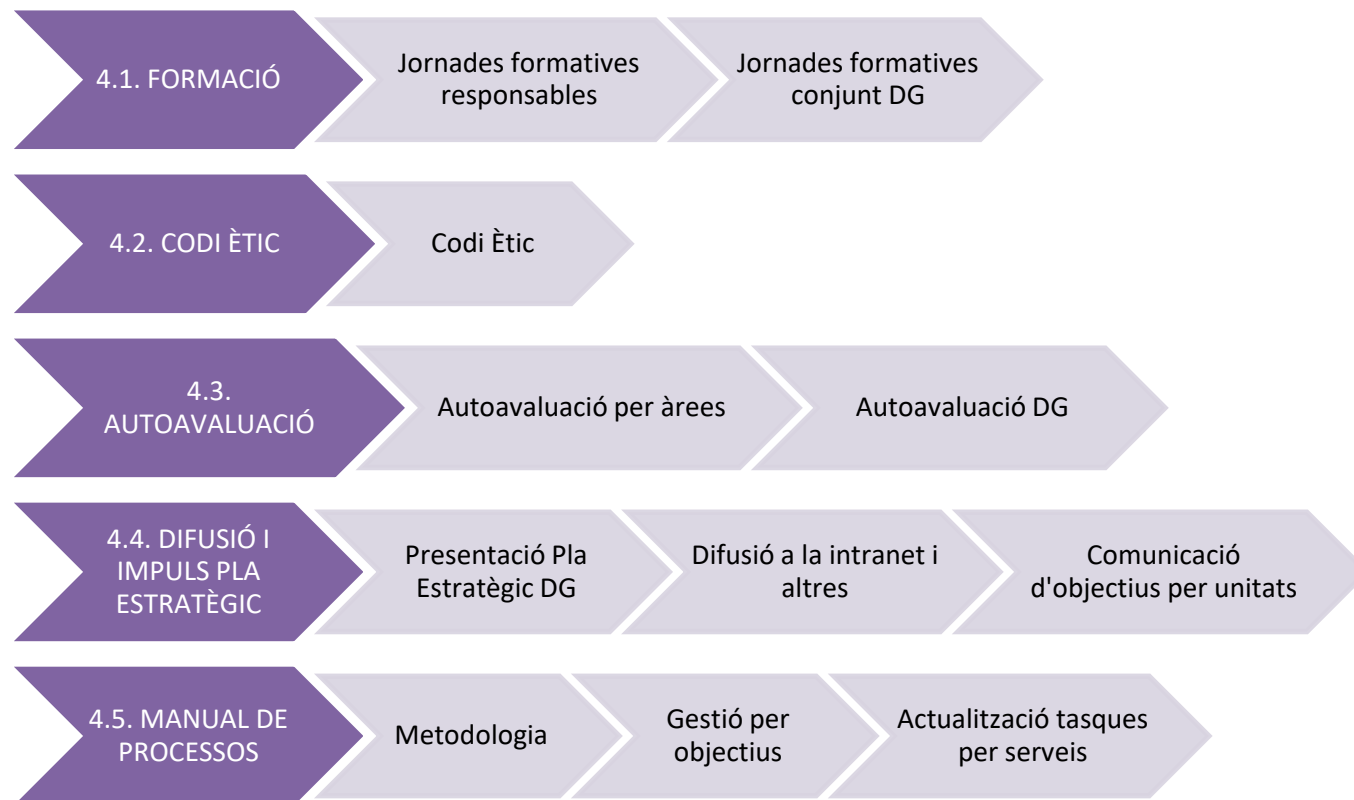 4.1. FORMACIÓ
Jornades formatives
responsables
Jornades formatives
conjunt DG
4.2. CODI ÈTIC
Codi Ètic
4.3.
AUTOAVALUACIÓ
Autoavaluació per àrees
Autoavaluació DG
4.4. DIFUSIÓ I
IMPULS PLA
ESTRATÈGIC
Presentació Pla
Estratègic DG
Difusió a la intranet i
altres
Comunicació
d'objectius per unitats
4.5. MANUAL DE
PROCESSOS
Metodologia
Gestió per
objectius
Actualització tasques
per serveis